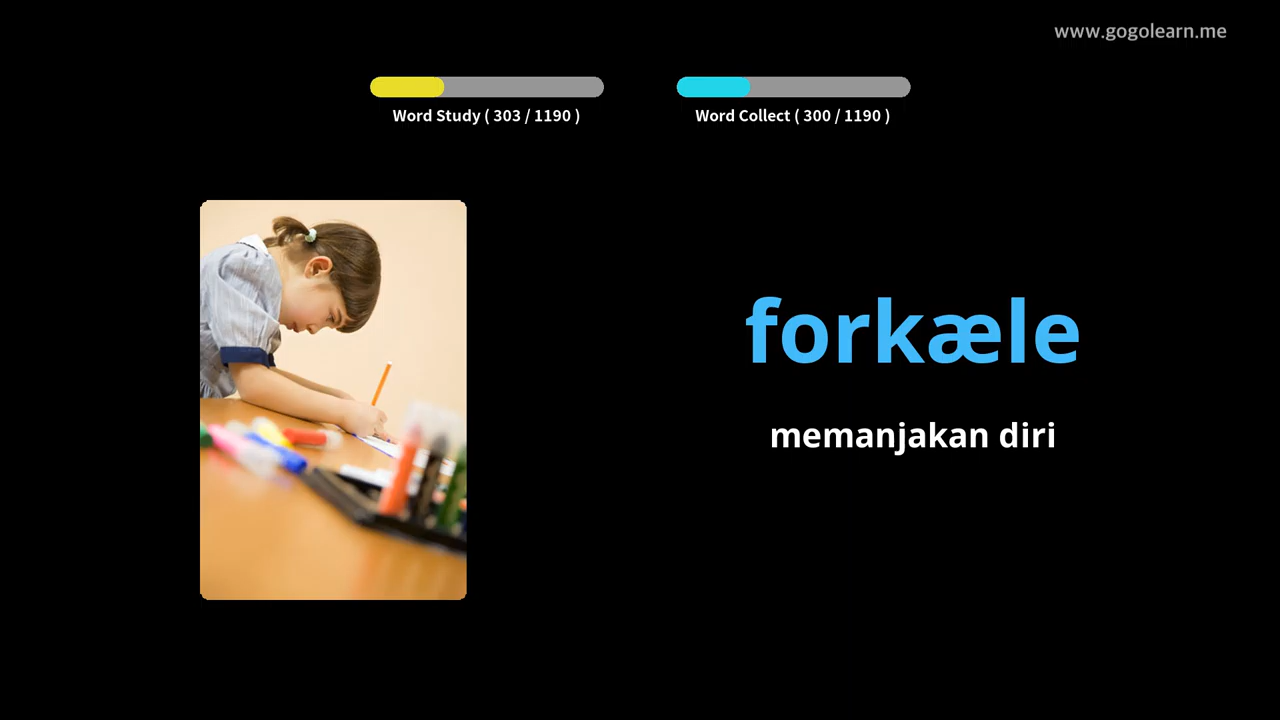 www.gogolearn.me
Word Study ( 303 / 1190 )
Word Collect ( 300 / 1190 )
forkæle
memanjakan diri